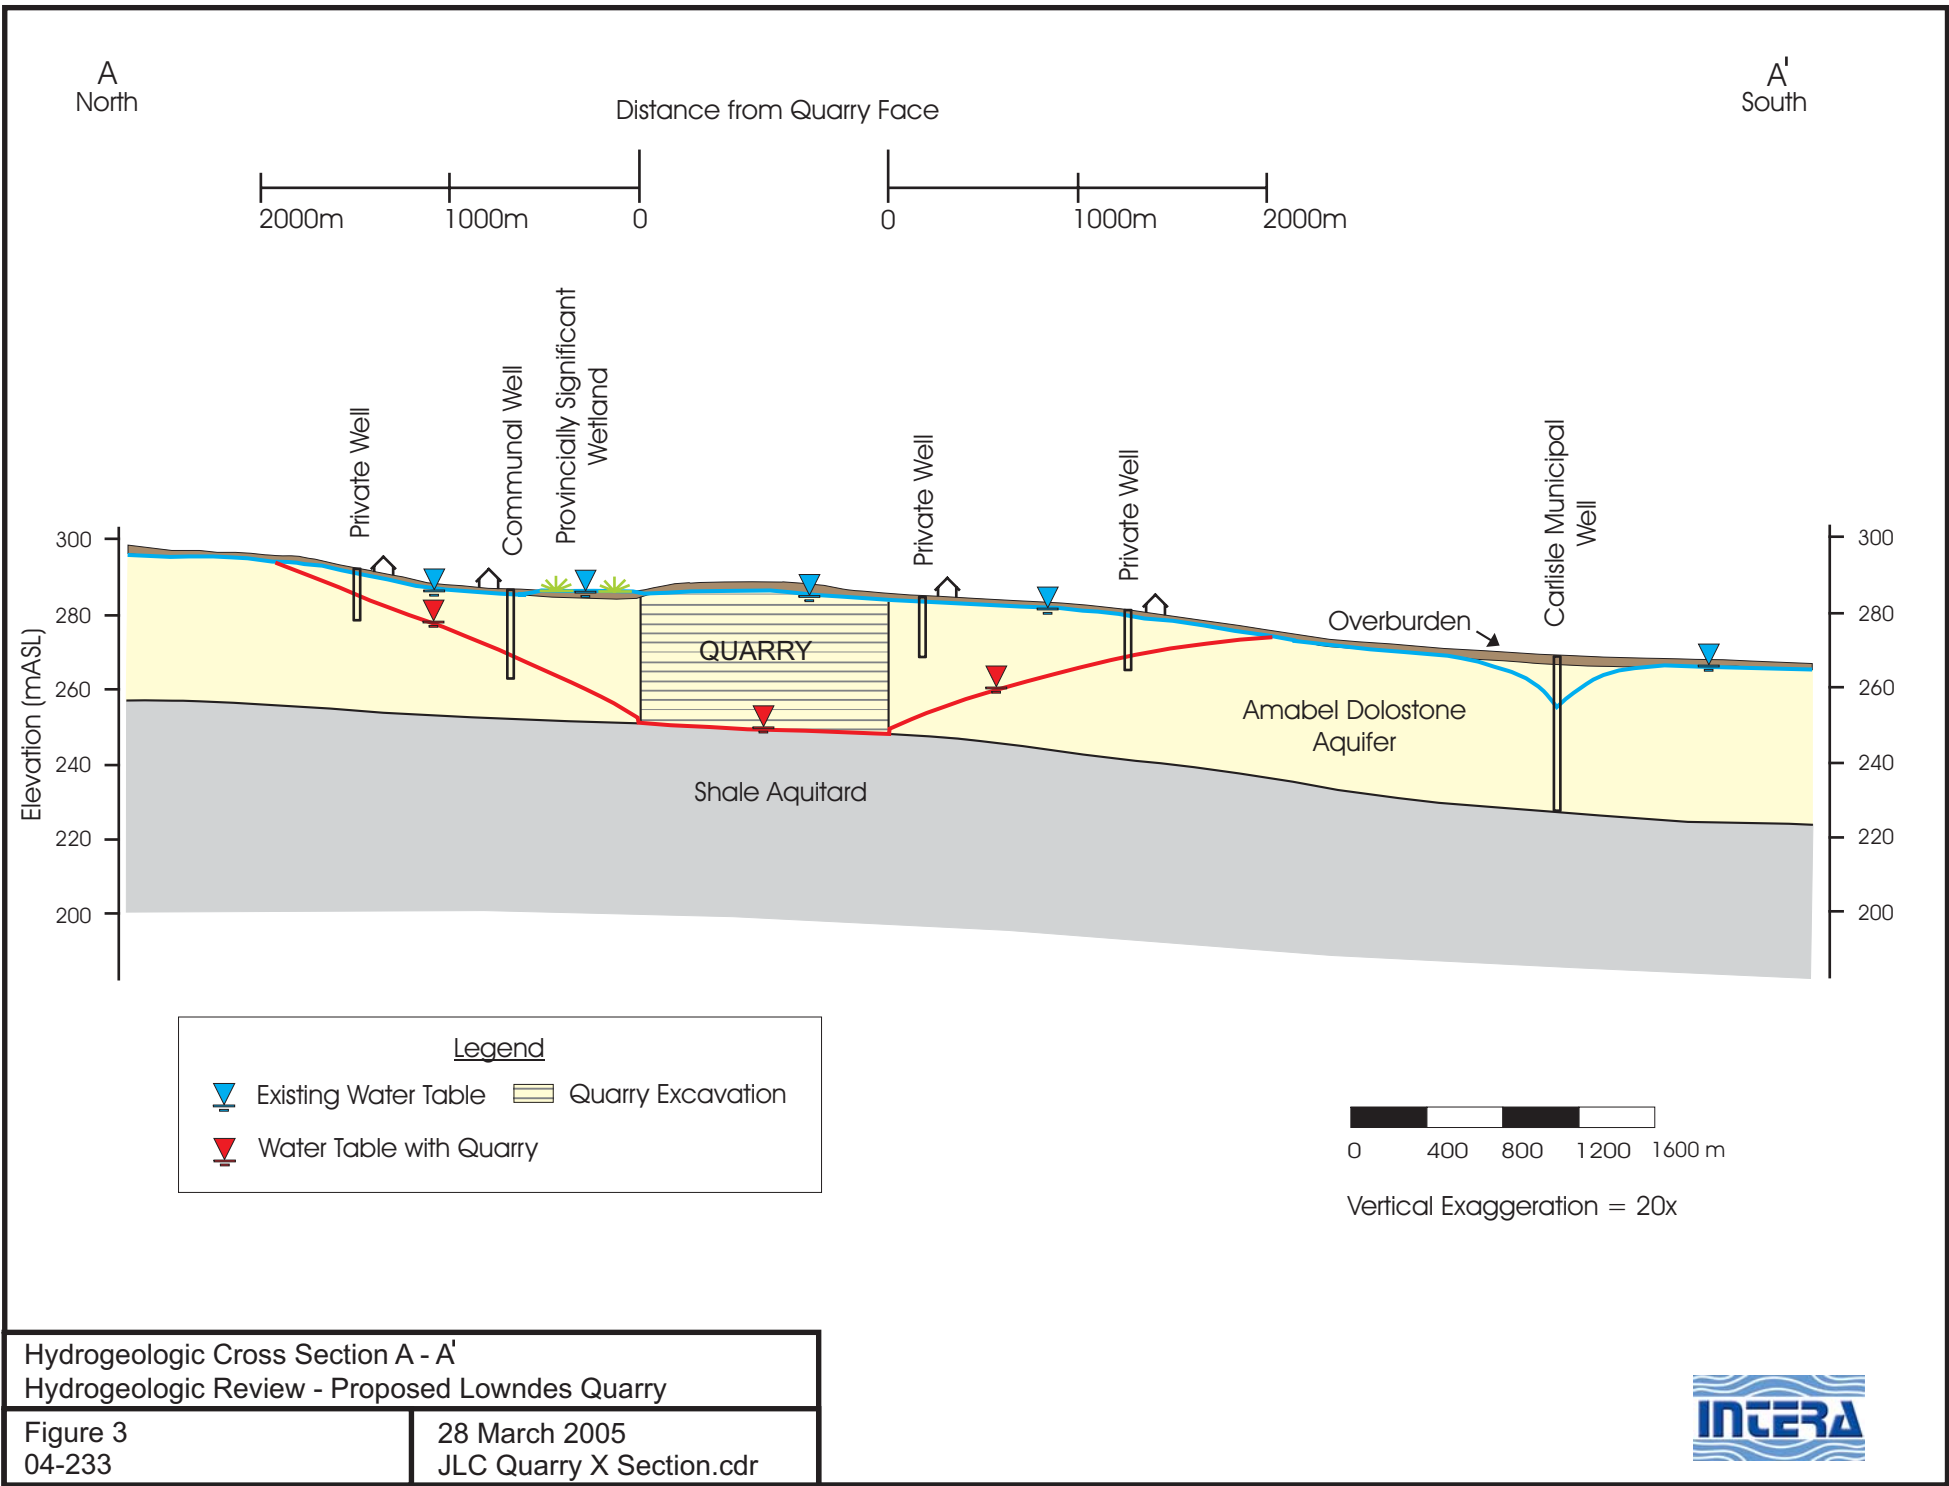 A
North
A'
South
Distance from Quarry Face
2000m
1000m
0
0
1000m
2000m
Private Well
Communal Well
Provincially Significant
Wetland
Private Well
Private Well
Carlisle Municipal
Well
Elevation (mASL)
300
280
260
240
220
200
300
280
260
240
220
200
QUARRY
Overburden
Amabel Dolostone
Aquifer
Shale Aquitard
Legend
Existing Water Table
Quarry Excavation
Water Table with Quarry
0
400
800
1200
1600 m
Vertical Exaggeration = 20x
Hydrogeologic Cross Section A - A'
Hydrogeologic Review - Proposed Lowndes Quarry
Figure 3
04-233
28 March 2005
JLC Quarry X Section.cdr
INTERA